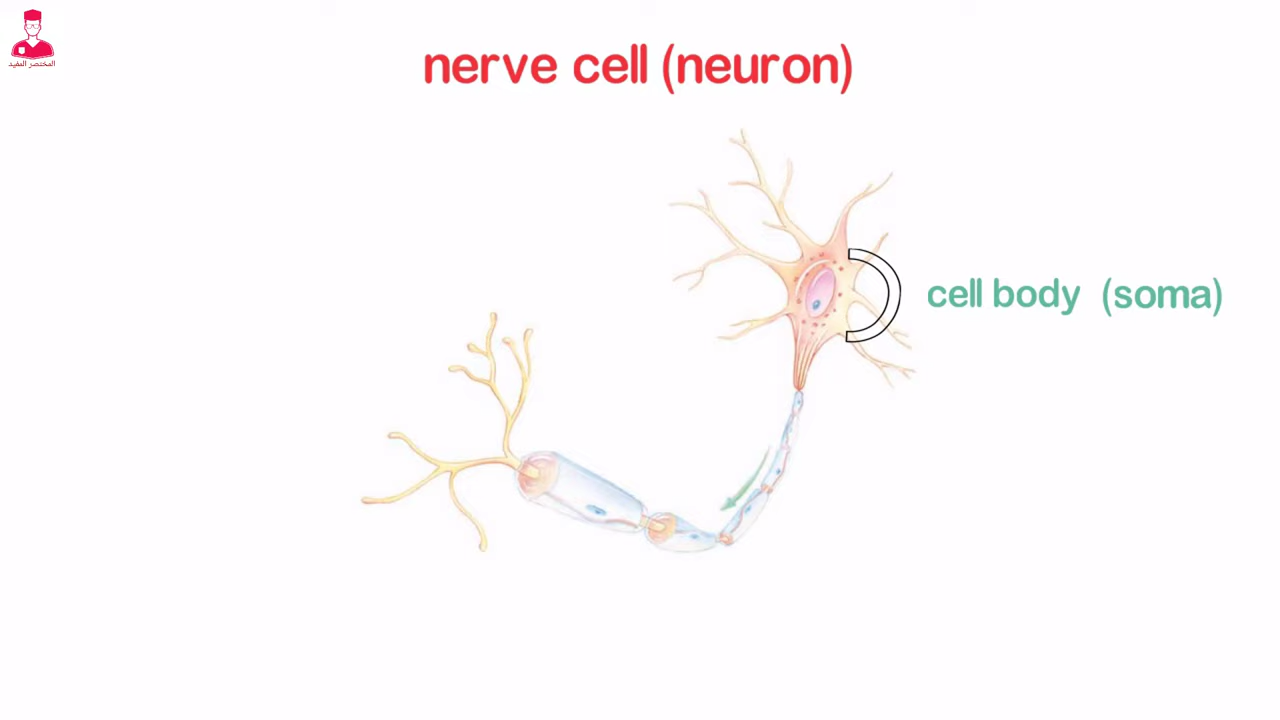 المختصر المفيد
nerve cell (neuron)
cell body (soma)